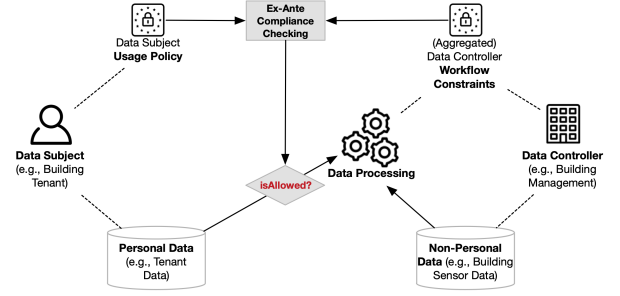 Ex-Ante
Compliance
Checking
Data Subject
Usage Policy
(Aggregated)
Data Controller
Workflow
Constraints
Data Subject
(e.g., Building
Tenant)
isAllowed?
Data Processing
Data Controller
(e.g., Building
Management)
Personal Data
(e.g., Tenant
Data)
Non-Personal
Data (e.g., Building
Sensor Data)